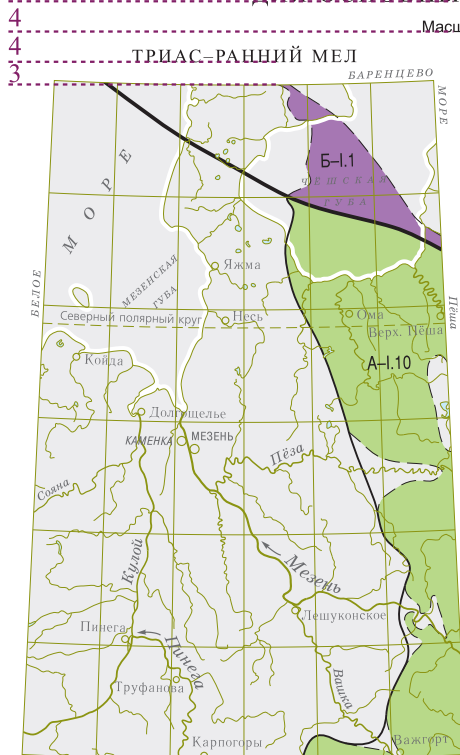 4
Масш
4
ТРИАС–РАННИЙ МЕЛ
3
БАРЕНЦЕВО
МОРЕ
Б–I.1
МОРЕ
ЧЕШСКАЯ
ГУБА
Яжма
МЕЗЕНСКАЯ
ГУБА
БЕЛОЕ
Пёша
Северный полярный круг
Несь
Ома
Верх. Пёша
Койда
А–I.10
Долгощелье
КАМЕНКА
МЕЗЕНЬ
Пёза
Сояна
Кулой
Мезень
Лешуконское
Пинега
Пинега
Труфанова
Вашка
Карпогоры
Важгорт